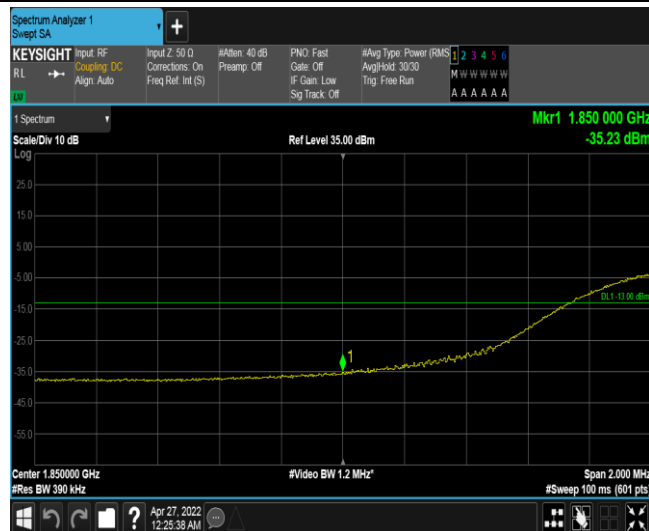 Spectrum Analyzer 1
Swept SA
+
KEYSIGHT Input: RF Input Z: 50 Ω #Atten: 40 dB PNO: Fast #Avg Type: Power (RMS 1 2 3 4 5 6
RL Coupling: DC Corrections: On Preamp: Off Gate: Off Avg|Hold: 30/30 M W W W W W
Align: Auto Freq Ref: Int (S) IF Gain: Low Trig: Free Run
Sig Track: Off A A A A A A
1 Spectrum Mkr1 1.850 000 GHz
Scale/Div 10 dB Ref Level 35.00 dBm -35.23 dBm
Log
25.0
15.0
5.00
-5.00
DL1 -13.00 dBm
-15.0
-25.0
1
-35.0
-45.0
-55.0
Center 1.850000 GHz #Video BW 1.2 MHz* Span 2.000 MHz
#Res BW 390 kHz #Sweep 100 ms (601 pts)
? Apr 27, 2022
12:25:38 AM